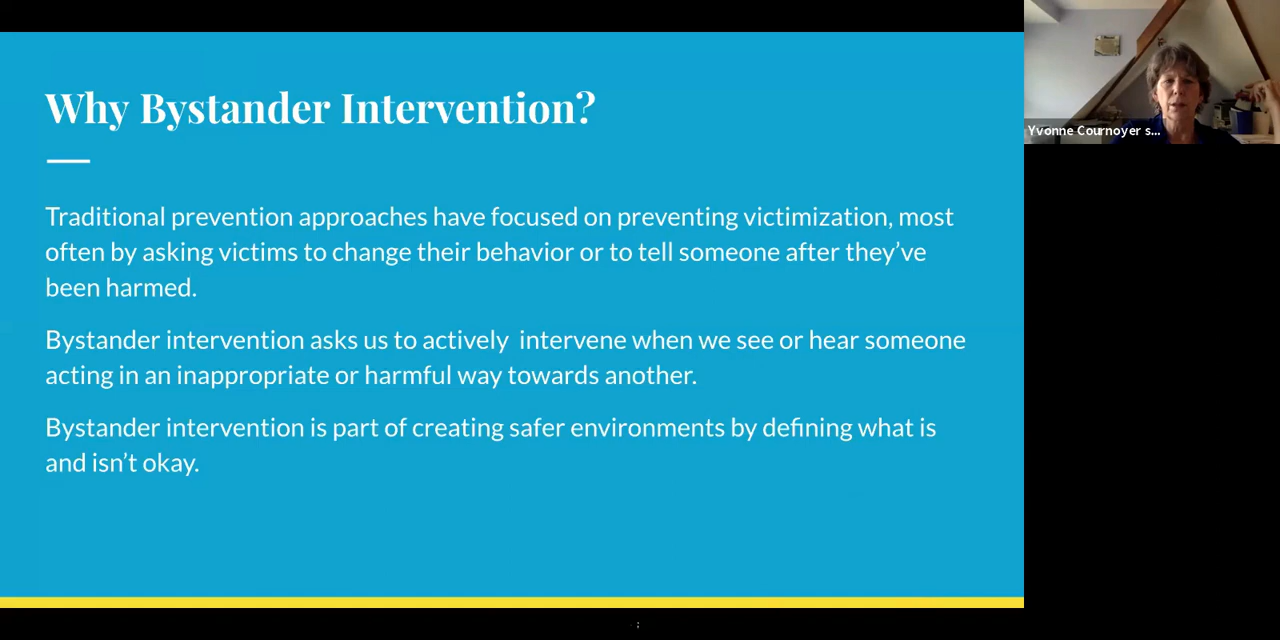 Why Bystander Intervention?
Traditional prevention approaches have focused on preventing victimization, most
often by asking victims to change their behavior or to tell someone after they’ve
been harmed.
Bystander intervention asks us to actively  intervene when we see or hear someone
acting in an inappropriate or harmful way towards another.
Bystander intervention is part of creating safer environments by defining what is
and isn’t okay.
Yvonne Cournoyer s...